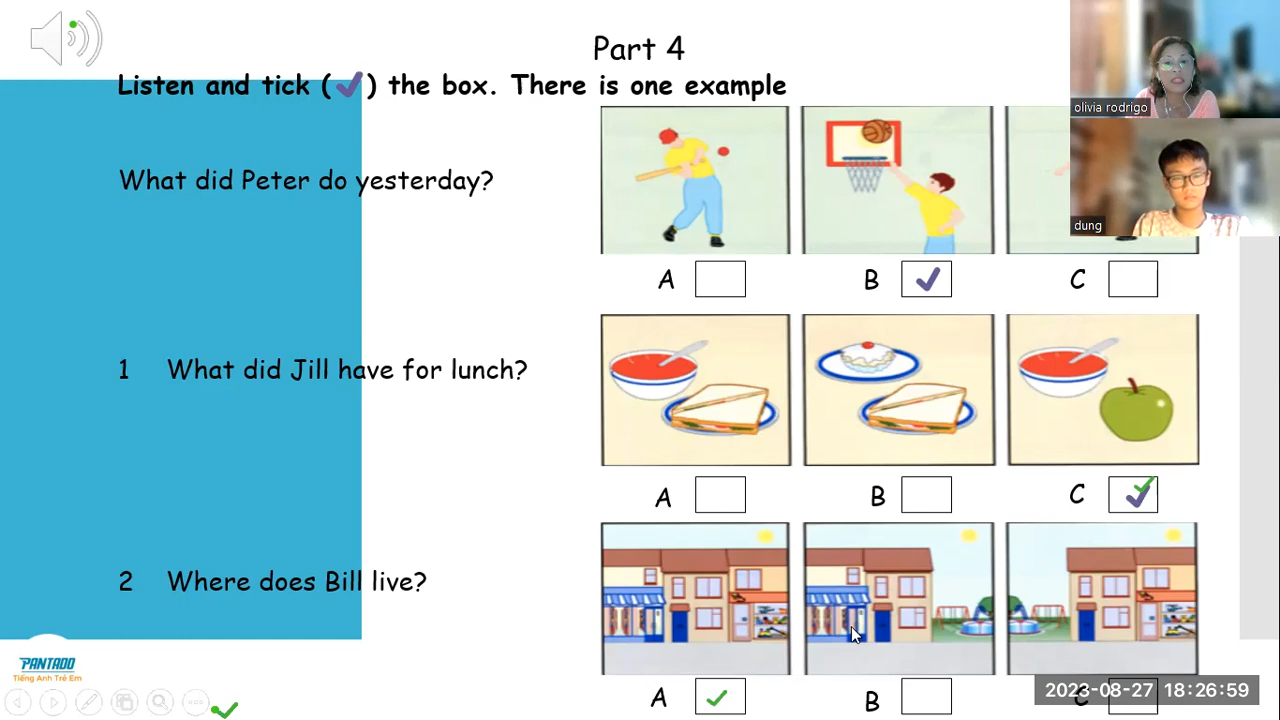 Part 4
Listen and tick (✓) the box. There is one example
olivia rodrigo
What did Peter do yesterday?
dung
A B C
1 What did Jill have for lunch?
A B C
2 Where does Bill live?
PANTADO
Tiếng Anh Trẻ Em
A B C
2023-08-27 18:26:59